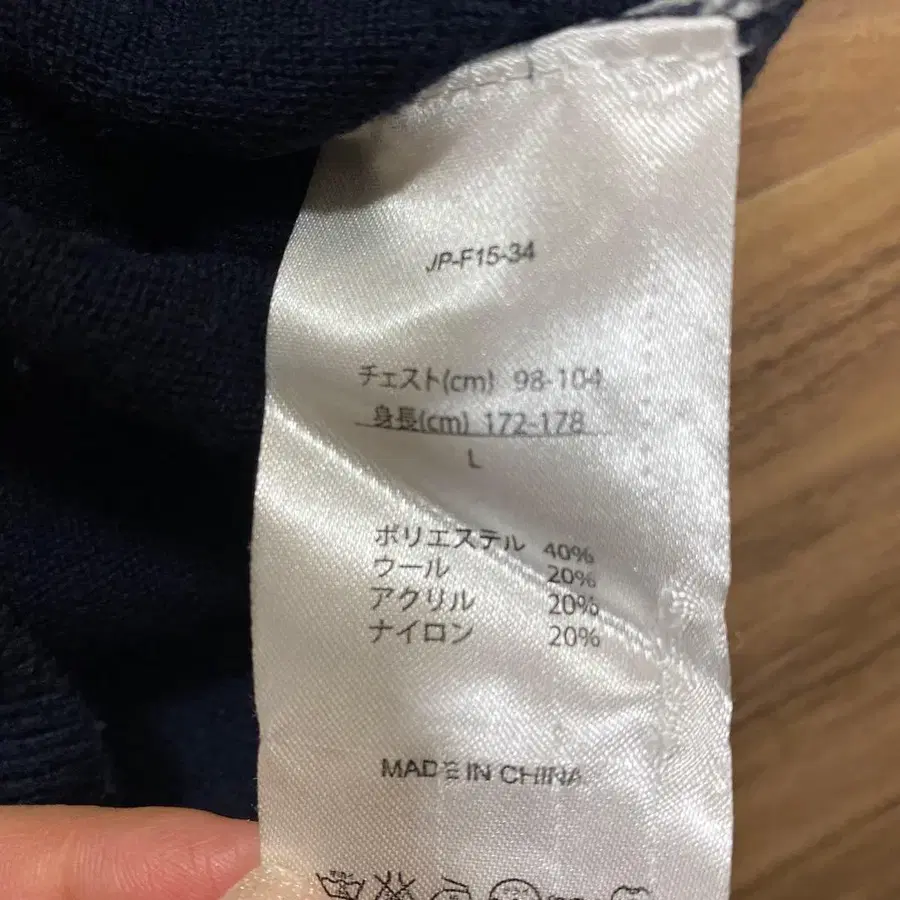 JP-F15-34
チェスト(cm) 98-104
身長(cm) 172-178
L
ポリエステル 40%
ウール 20%
アクリル 20%
ナイロン 20%
MADE IN CHINA